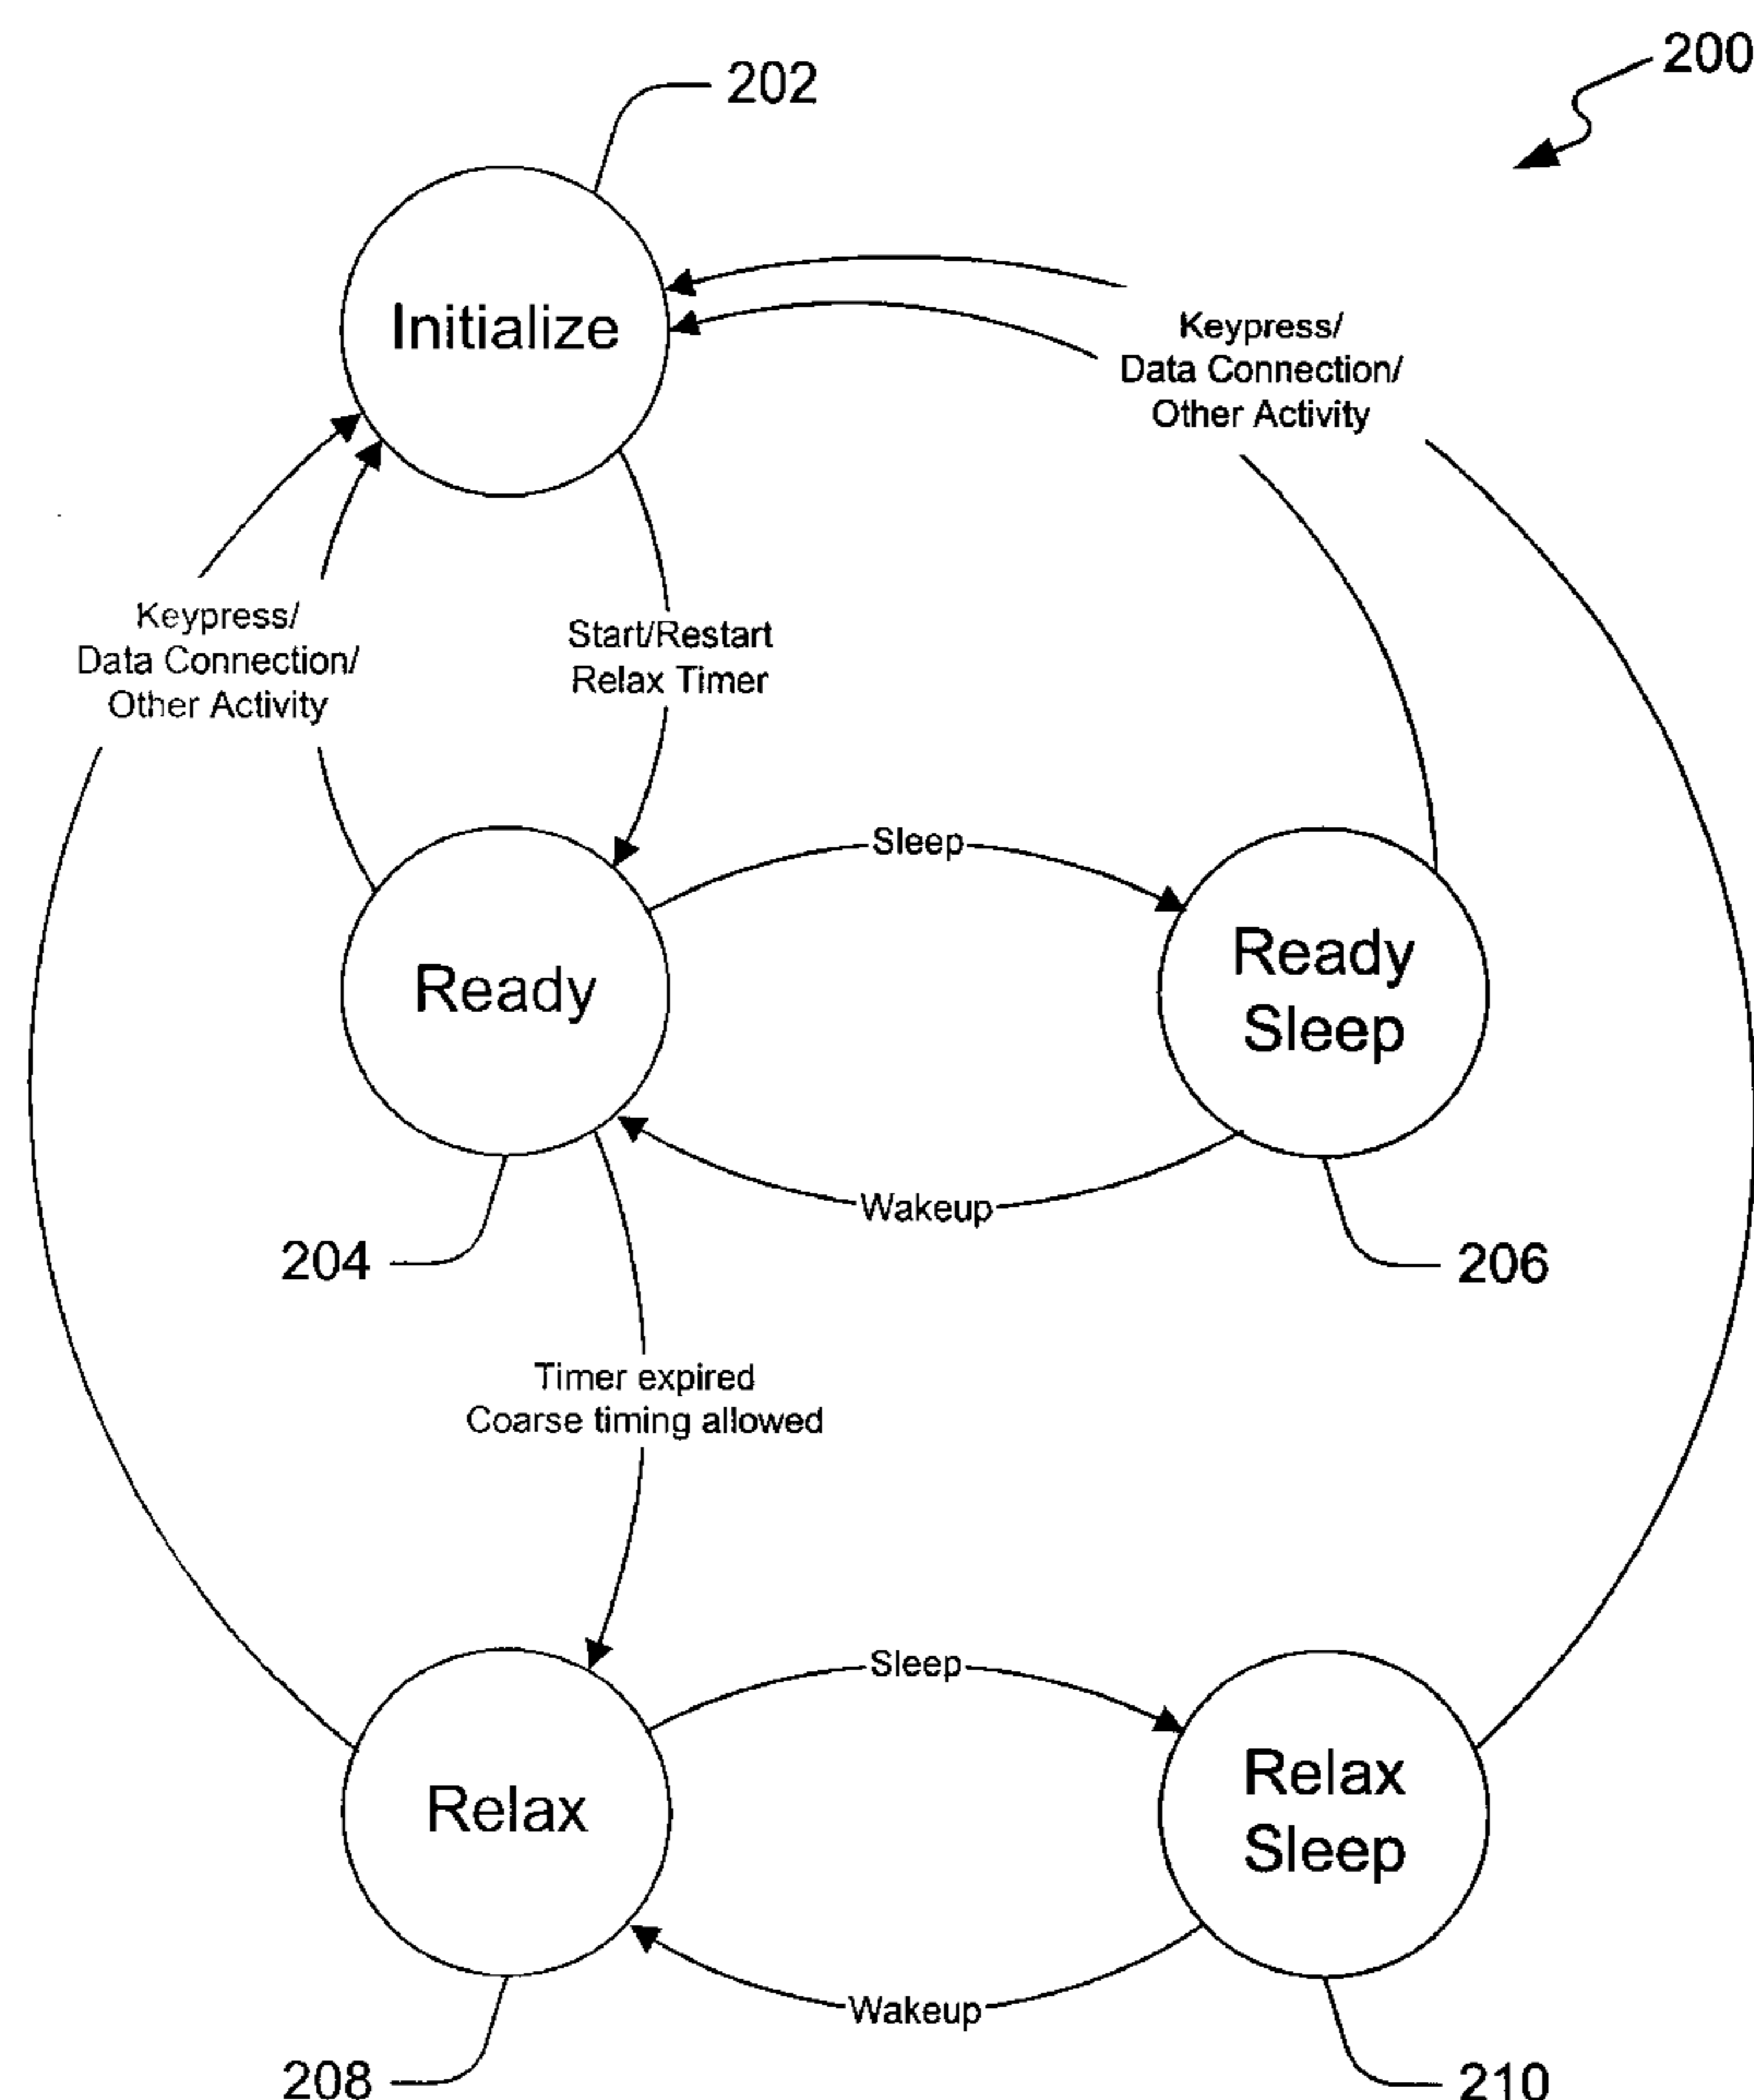 200
202
Initialize
Keypress/
Data Connection/
Other Activity
Keypress/
Data Connection/
Other Activity
Start/Restart
Relax Timer
Sleep
Ready
Ready
Sleep
Wakeup
204
206
Timer expired
Coarse timing allowed
Sleep
Relax
Relax
Sleep
Wakeup
208
210